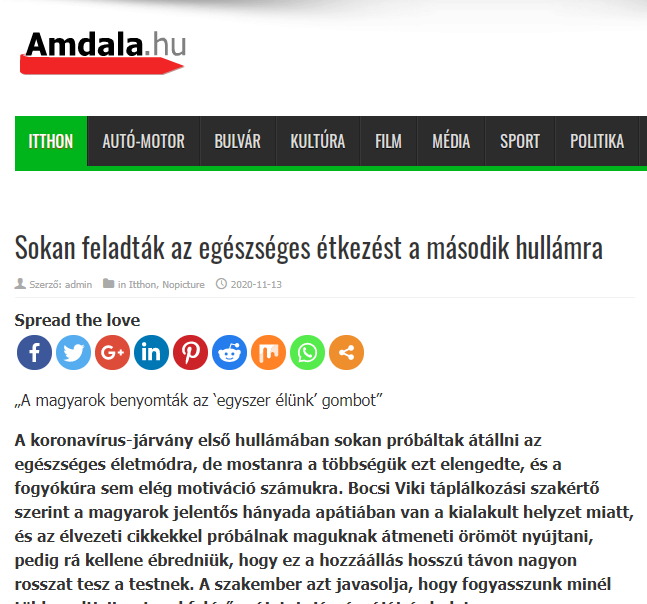 Amdala.hu
ITTHON AUTÓ-MOTOR BULVÁR KULTÚRA FILM MÉDIA SPORT POLITIKA
Sokan feladták az egészséges étkezést a második hullámra
Szerző: admin in Itthon, Nopicture 2020-11-13
Spread the love
„A magyarok benyomták az ‘egyszer élünk’ gombot”
A koronavírus-járvány első hullámában sokan próbáltak átállni az
egészséges életmódra, de mostanra a többségük ezt elengedte, és a
fogyókúra sem elég motiváció számukra. Bocsi Viki táplálkozási szakértő
szerint a magyarok jelentős hányada apátiában van a kialakult helyzet miatt,
és az élvezeti cikkekkel próbálnak maguknak átmeneti örömöt nyújtani,
pedig rá kellene ébredniük, hogy ez a hozzáállás hosszú távon nagyon
rosszat tesz a testnek. A szakember azt javasolja, hogy fogyasszunk minél